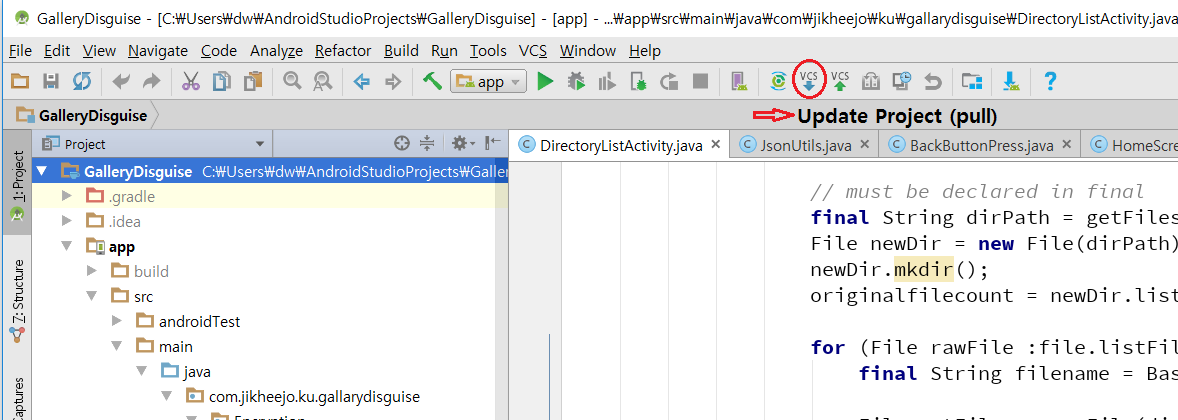 GalleryDisguise - [C:₩Users₩dw₩AndroidStudioProjects₩GalleryDisguise] - [app] - ...₩app₩src₩main₩java₩com₩jikheejo₩ku₩gallarydisguise₩DirectoryListActivity.java
File Edit View Navigate Code Analyze Refactor Build Run Tools VCS Window Help
app VCS VCS ?
GalleryDisguise
Update Project (pull)
1: Project
Project
DirectoryListActivity.java JsonUtils.java BackButtonPress.java HomeScre
GalleryDisguise C:₩Users₩dw₩AndroidStudioProjects₩Galler
.gradle
.idea
app
build
src
androidTest
main
java
com.jikheejo.ku.gallarydisguise
Encryption
Z: Structure
aptures
// must be declared in final
final String dirPath = getFiles
File newDir = new File(dirPath)
newDir.mkdir();
originalfilecount = newDir.list
for (File rawFile :file.listFil
final String filename = Bas